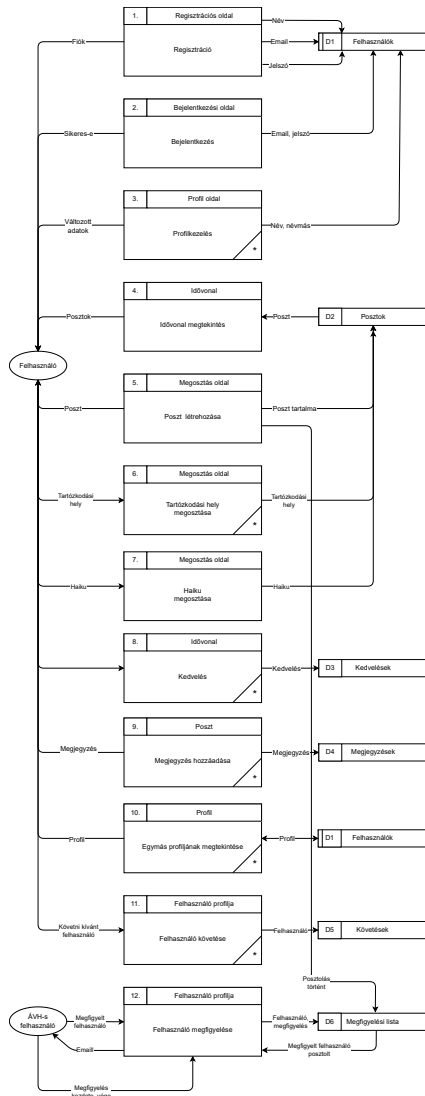 1. Regisztrációs oldal
Regisztráció
Fiók
Név
Email
Jelszó
D1 Felhasználók
2. Bejelentkezési oldal
Bejelentkezés
Sikeres-e
Email, jelszó
3. Profil oldal
Profilkezelés
*
Változott
adatok
Név, névmás
4. Idővonal
Idővonal megtekintés
Posztok
Poszt
D2 Posztok
Felhasználó
5. Megosztás oldal
Poszt létrehozása
Poszt
Poszt tartalma
6. Megosztás oldal
Tartózkodási hely
megosztása
*
Tartózkodási
hely
Tartózkodási
hely
7. Megosztás oldal
Haiku
megosztása
Haiku
Haiku
8. Idővonal
Kedvelés
*
Kedvelés
D3 Kedvelések
9. Poszt
Megjegyzés hozzáadása
*
Megjegyzés
Megjegyzés
D4 Megjegyzések
10. Profil
Egymás profiljának megtekintése
*
Profil
Profil
D1 Felhasználók
11. Felhasználó profilja
Felhasználó követése
*
Követni kívánt
felhasználó
Felhasználó
D5 Követések
Posztolás
történt
12. Felhasználó profilja
Felhasználó megfigyelése
ÁVH-s
felhasználó
Megfigyelt
felhasználó
Email
Felhasználó,
megfigyelés
D6 Megfigyelési lista
Megfigyelt felhasználó
posztolt
Megfigyelés